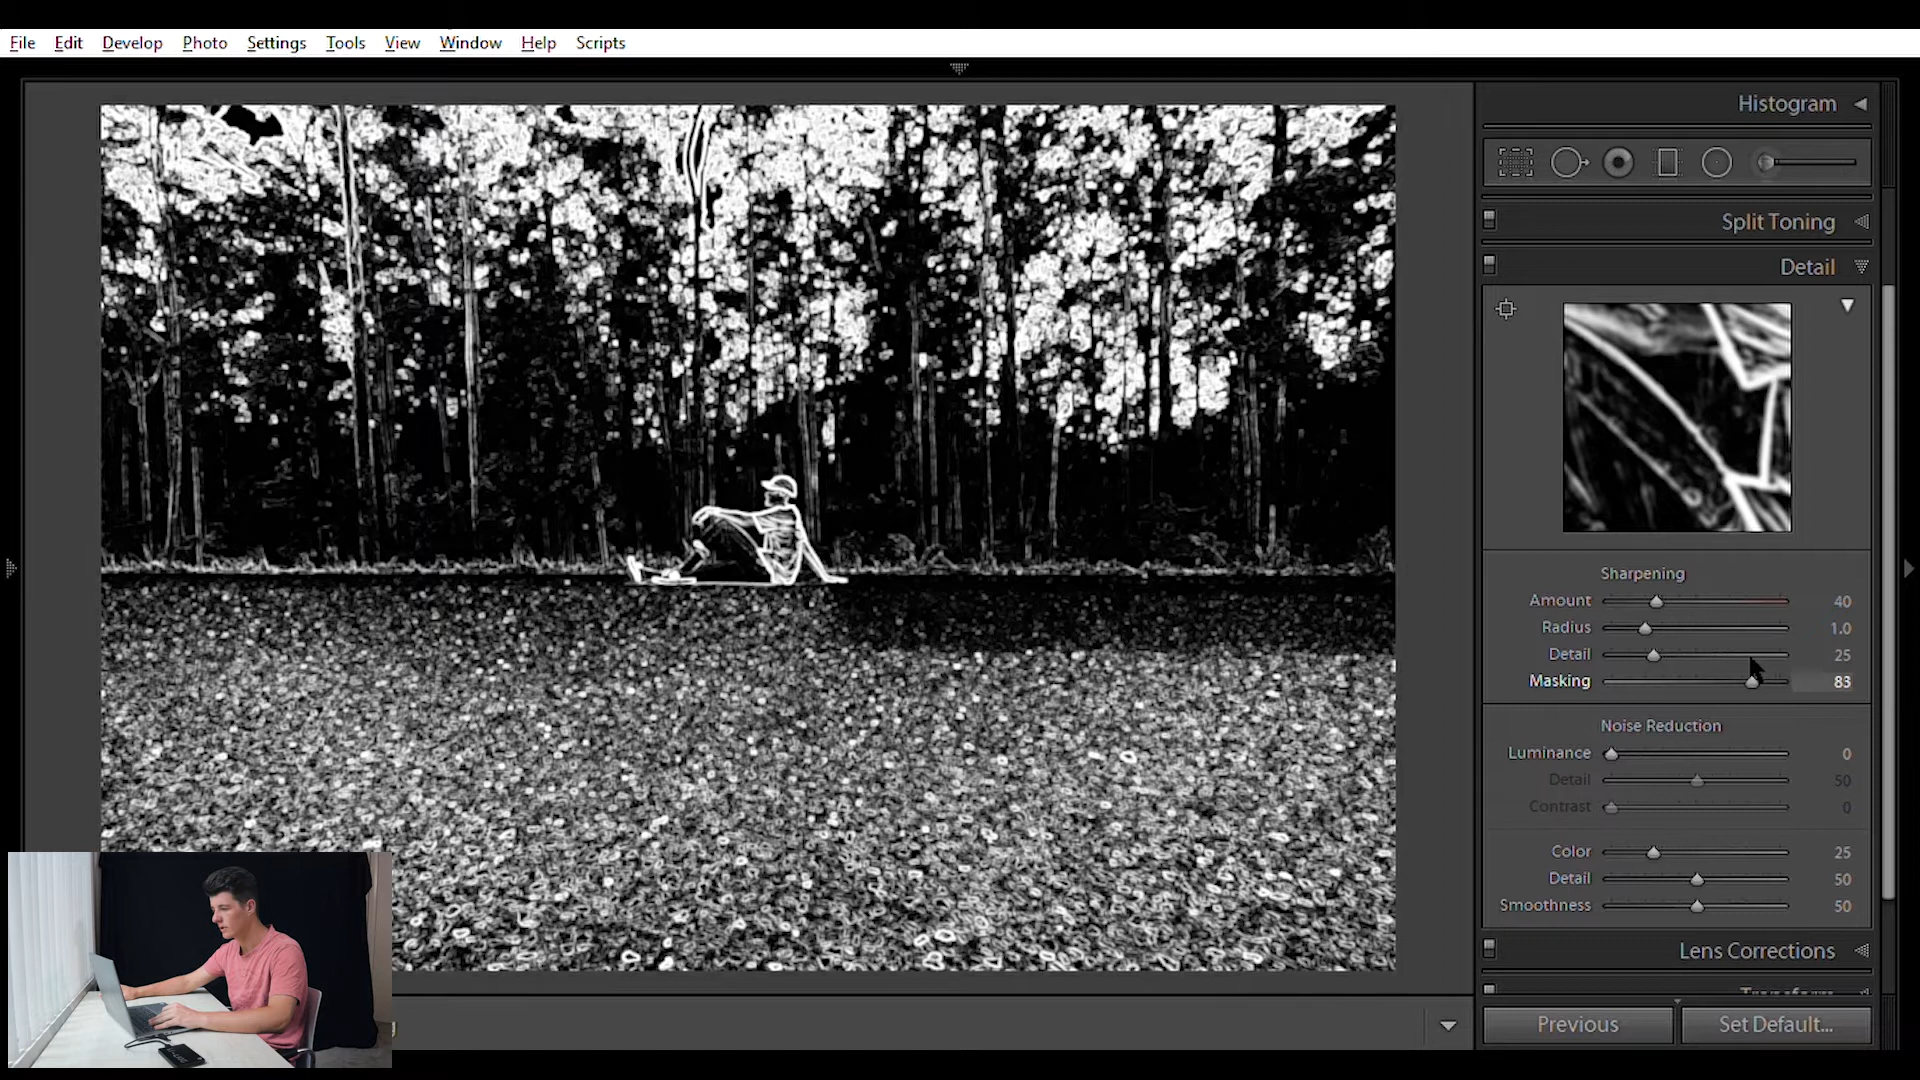 File Edit Develop Photo Settings Tools View Window Help Scripts
Histogram
Split Toning
Detail
Sharpening
Amount 40
Radius 1.0
Detail 25
Masking 83
Noise Reduction
Luminance 0
Detail 50
Contrast 0
Color 25
Detail 50
Smoothness 50
Lens Corrections
Previous Set Default...